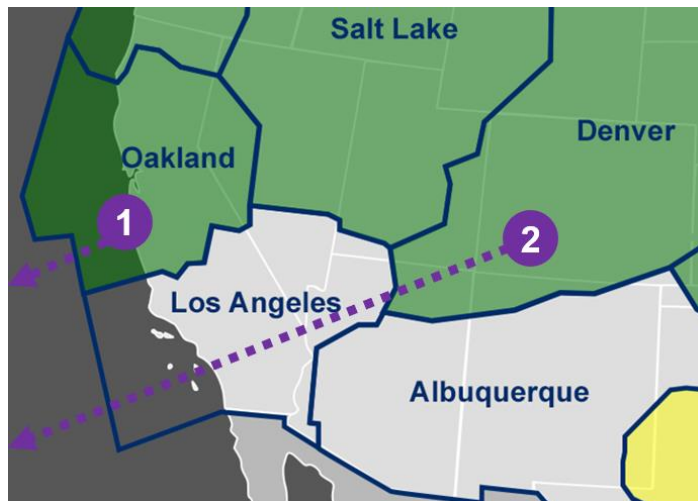 Salt Lake
Denver
Oakland
1
2
Los Angeles
Albuquerque